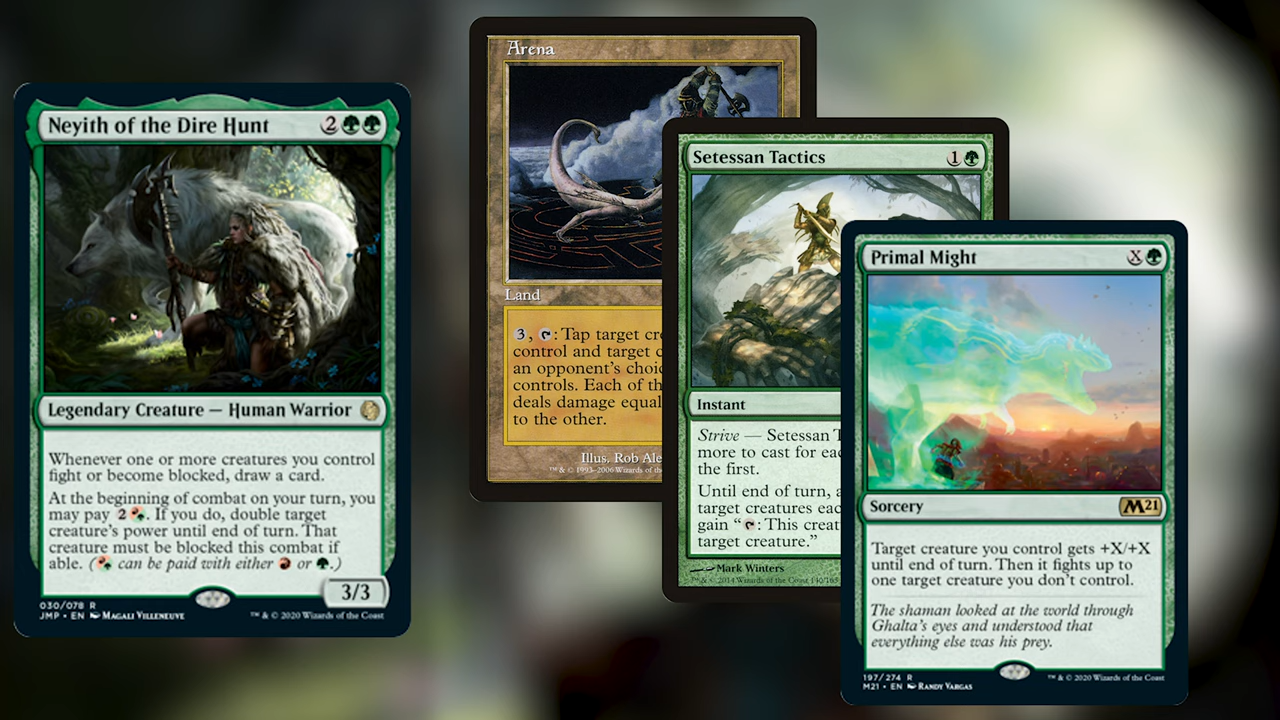 Neyith of the Dire Hunt 2
Legendary Creature — Human Warrior
Whenever one or more creatures you control
fight or become blocked, draw a card.
At the beginning of combat on your turn, you
may pay 2 . If you do, double target
creature's power until end of turn. That
creature must be blocked this combat if
able. ( can be paid with either or .)
3/3
030/078 R
JMP • EN MAGALI VILLENEUVE
™ & © 2020 Wizards of the Coast
Arena
Land
3, : Tap target cre
control and target c
an opponent's choi
controls. Each of th
deals damage equal
to the other.
Illus. Rob Ale
™ & © 1993-2006 Wizards of the
Setessan Tactics 1
Instant
Strive — Setessan T
more to cast for eac
the first.
Until end of turn, a
target creatures eac
gain “ : This creat
target creature.”
Mark Winters
™ & © 2014 Wizards of the Coast 140/165
Primal Might X
Sorcery
M21
Target creature you control gets +X/+X
until end of turn. Then it fights up to
one target creature you don't control.
The shaman looked at the world through
Ghalta's eyes and understood that
everything else was his prey.
197/274 R
M21 • EN RANDY VARGAS
™ & © 2020 Wizards of the Coast